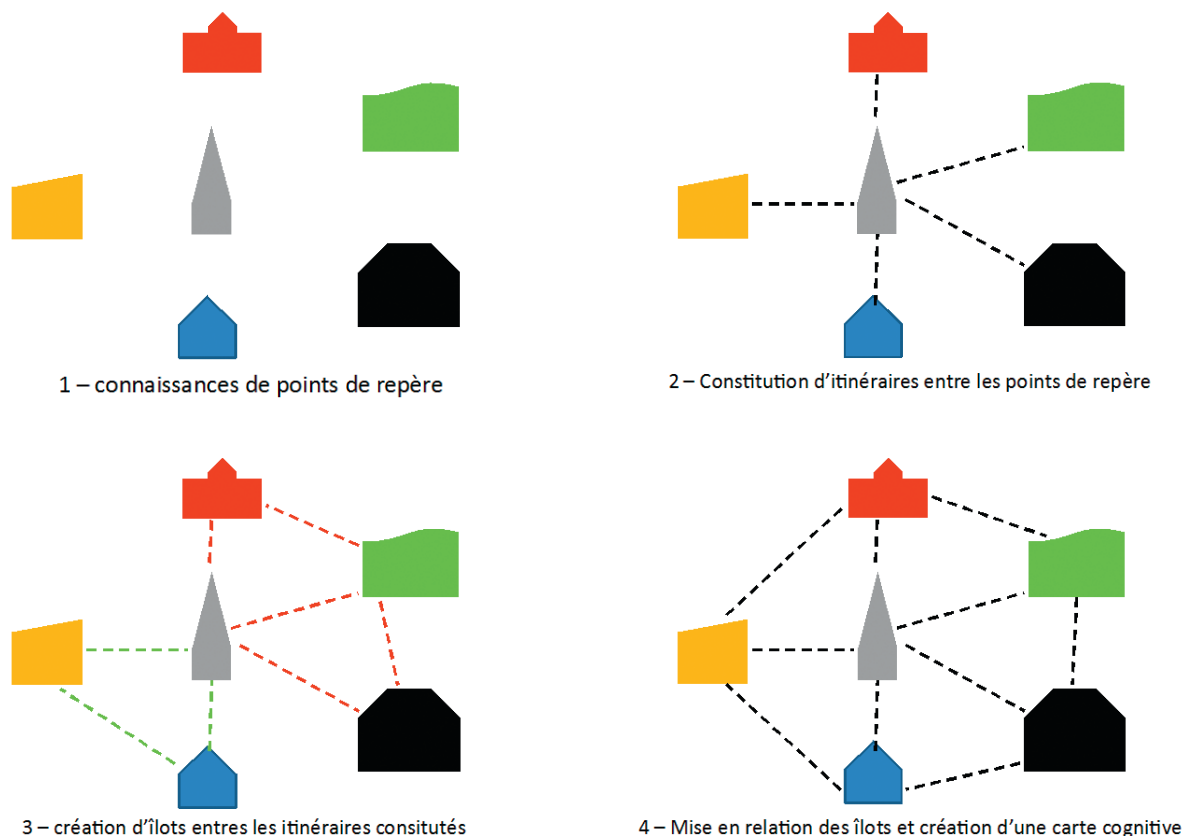 1 – connaissances de points de repère
2 – Constitution d'itinéraires entre les points de repère
3 – création d'îlots entres les itinéraires consitutés
4 – Mise en relation des îlots et création d'une carte cognitive